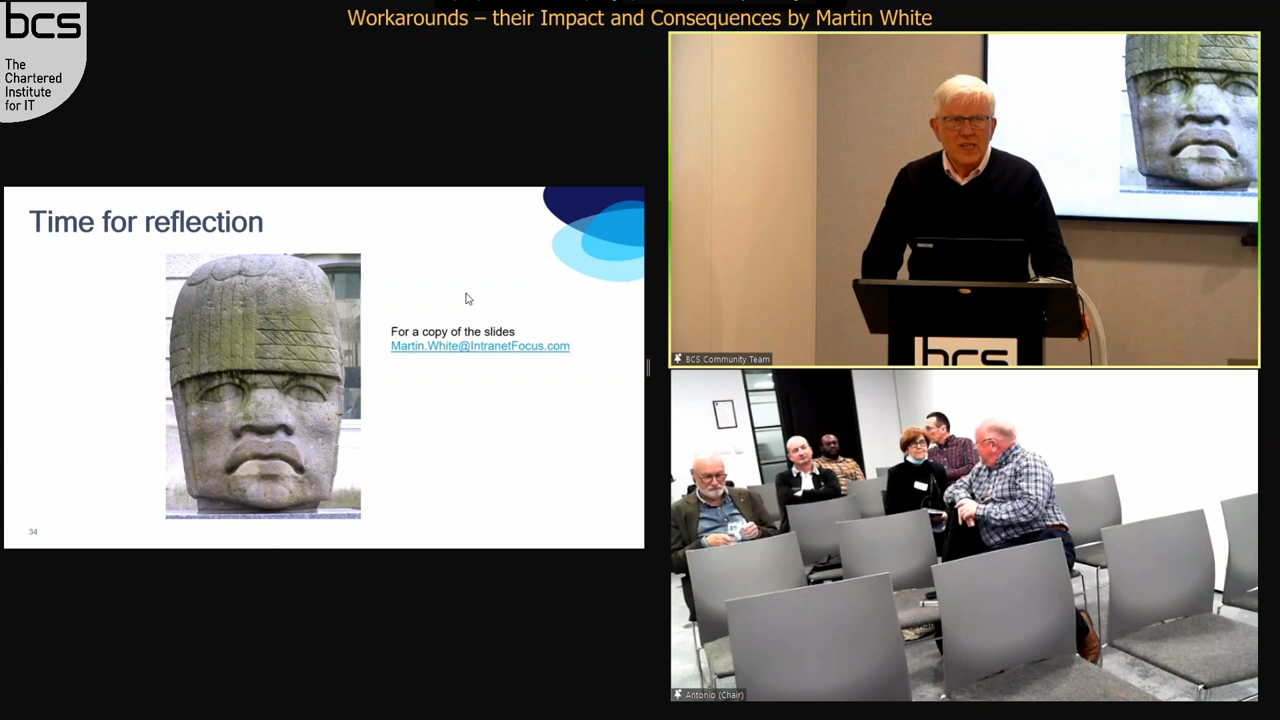 Workarounds – their Impact and Consequences by Martin White
bcs
The
Chartered
Institute
for IT
Time for reflection
For a copy of the slides
Martin.White@IntranetFocus.com
34
bcs
BCS Community Team
Antonio (Chair)